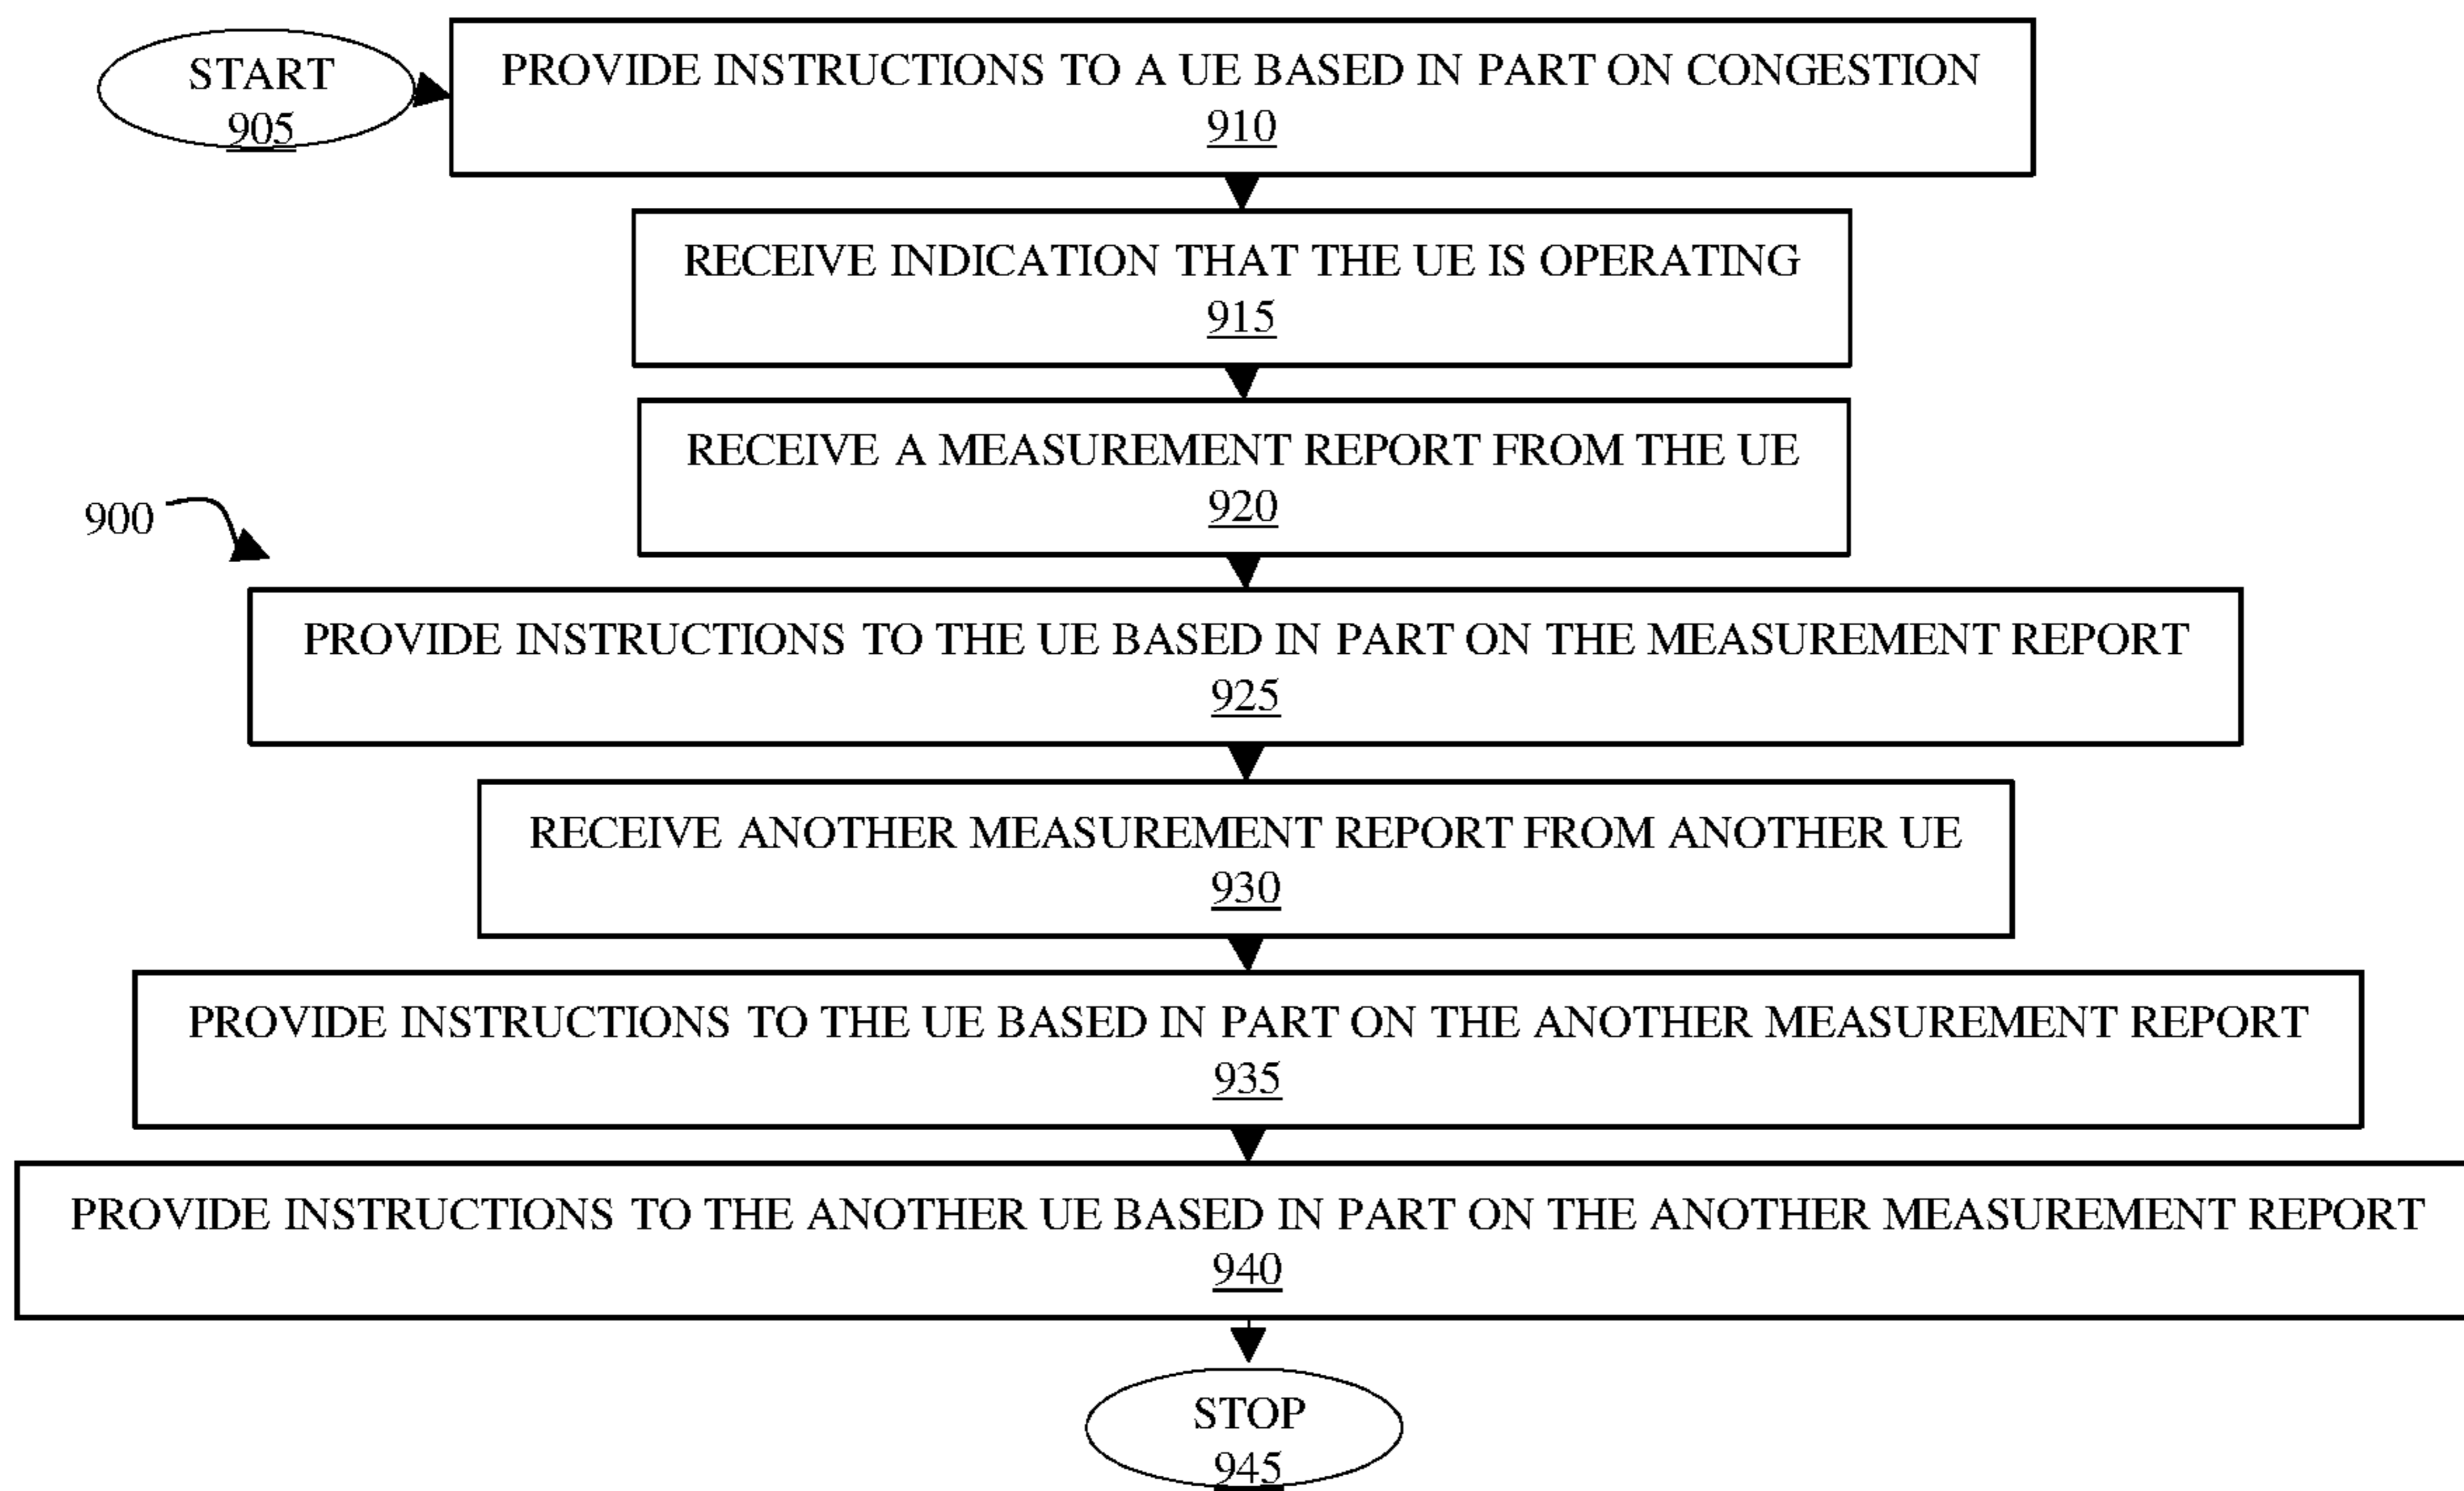 START
905
PROVIDE INSTRUCTIONS TO A UE BASED IN PART ON CONGESTION
910
RECEIVE INDICATION THAT THE UE IS OPERATING
915
RECEIVE A MEASUREMENT REPORT FROM THE UE
920
900
PROVIDE INSTRUCTIONS TO THE UE BASED IN PART ON THE MEASUREMENT REPORT
925
RECEIVE ANOTHER MEASUREMENT REPORT FROM ANOTHER UE
930
PROVIDE INSTRUCTIONS TO THE UE BASED IN PART ON THE ANOTHER MEASUREMENT REPORT
935
PROVIDE INSTRUCTIONS TO THE ANOTHER UE BASED IN PART ON THE ANOTHER MEASUREMENT REPORT
940
STOP
945